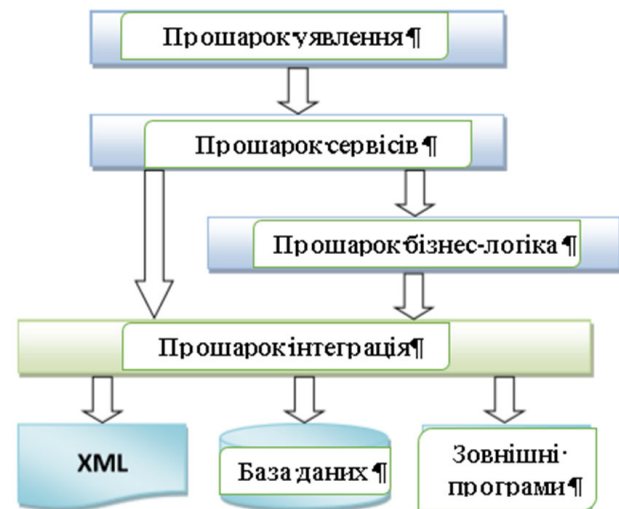 Прошарок·уявлення¶
Прошарок·сервісів¶
Прошарок·бізнес-логіка¶
Прошарок·інтеграція¶
XML
База·даних¶
Зовнішні·
програми¶